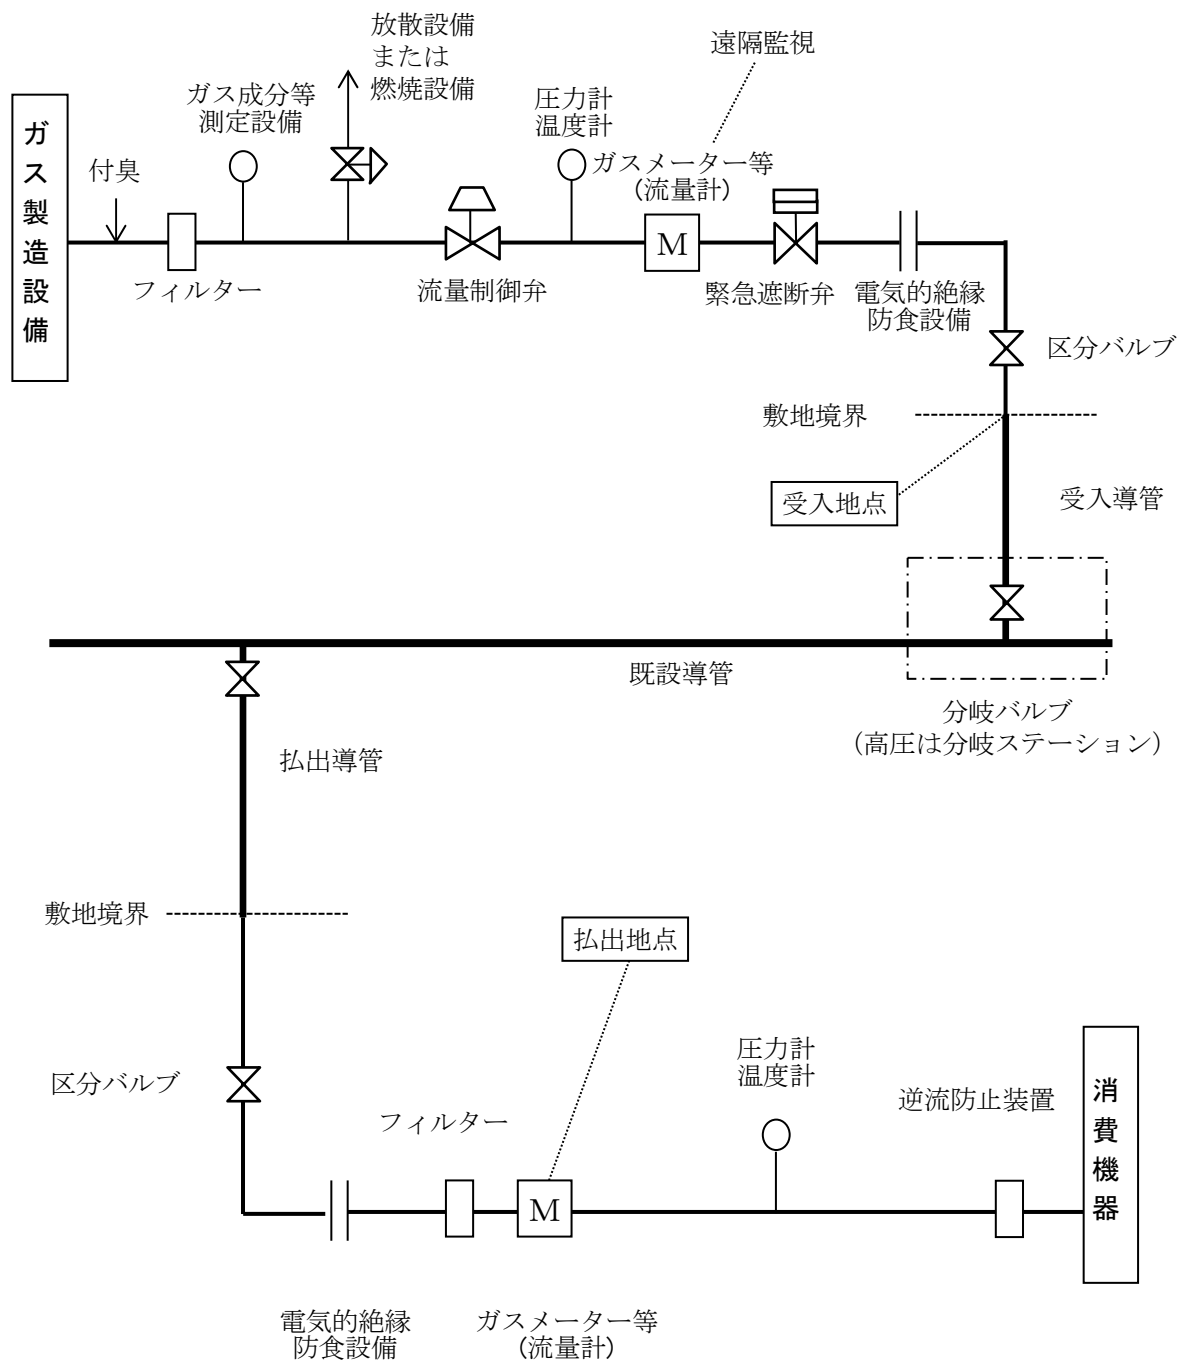 放散設備
または
燃焼設備
遠隔監視
ガス成分等
測定設備
圧力計
温度計
ガス製造設備
付臭
ガスメーター等
（流量計）
M
フィルター
流量制御弁
緊急遮断弁
電気的絶縁
防食設備
区分バルブ
敷地境界
受入地点
受入導管
既設導管
分岐バルブ
（高圧は分岐ステーション）
払出導管
敷地境界
払出地点
区分バルブ
圧力計
温度計
フィルター
逆流防止装置
消費機器
M
電気的絶縁
防食設備
ガスメーター等
（流量計）